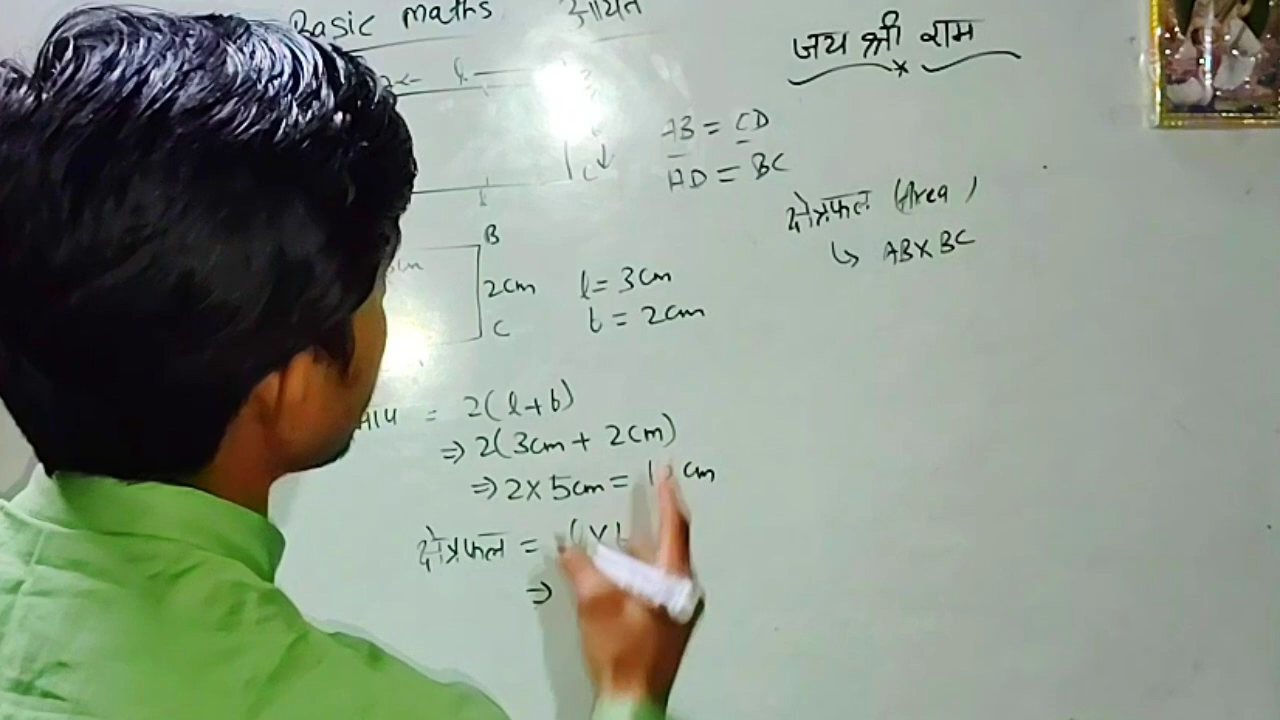 Basic maths आयत
जय श्री राम
AB = CD
AD = BC
क्षेत्रफल (Area)
↳ AB×BC
B
2cm
C
l = 3cm
b = 2cm
= 2(l+b)
⇒ 2(3cm + 2cm)
⇒ 2× 5cm = cm
क्षेत्रफल = l×b
⇒